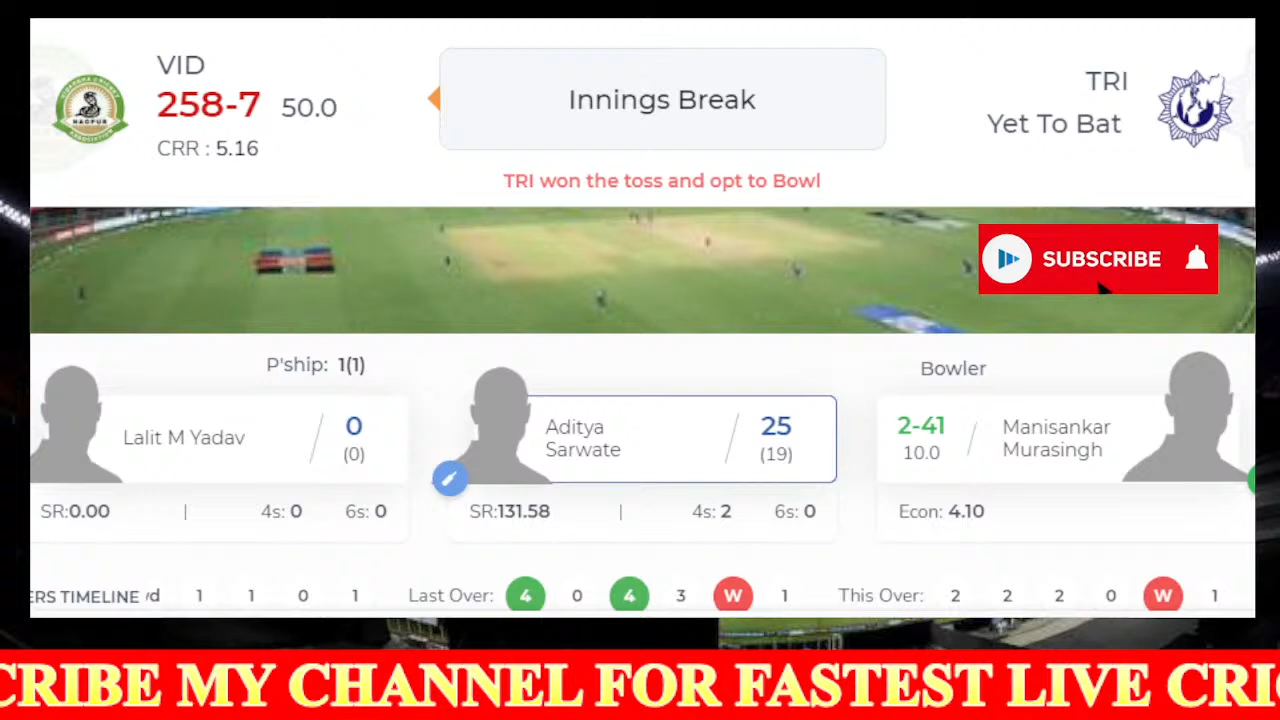 VID
258-7 50.0
CRR : 5.16
Innings Break
TRI won the toss and opt to Bowl
TRI
Yet To Bat
NAGPUR
SUBSCRIBE
P'ship: 1(1)
Lalit M Yadav
0
(0)
SR:0.00 | 4s: 0 6s: 0
Aditya
Sarwate
25
(19)
SR:131.58 | 4s: 2 6s: 0
Bowler
2-41
10.0
Manisankar
Murasingh
Econ: 4.10
ERS TIMELINE d 1 1 0 1 Last Over: 4 0 4 3 W 1 This Over: 2 2 2 0 W 1
CRIBE MY CHANNEL FOR FASTEST LIVE CRIC